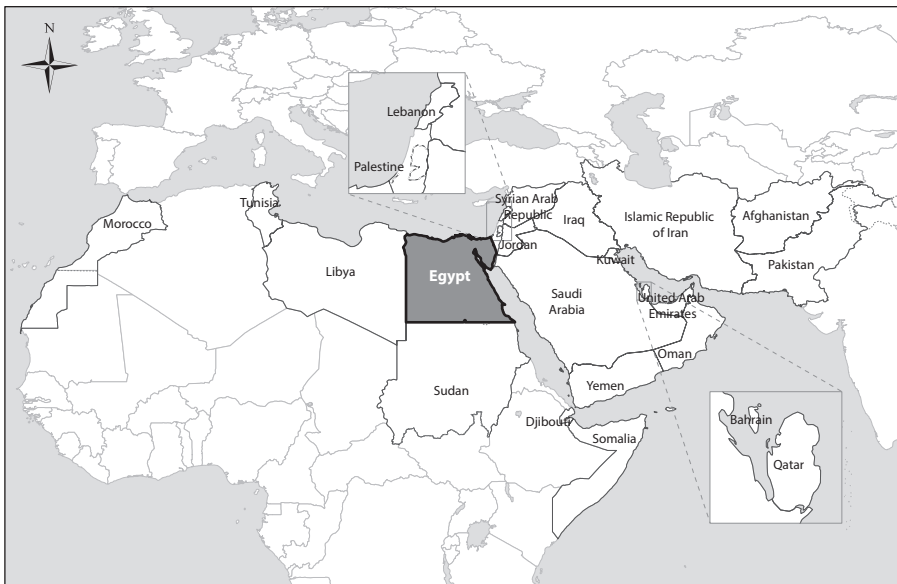 N
Lebanon
Palestine
Morocco
Tunisia
Libya
Egypt
Syrian Arab
Republic
Jordan
Iraq
Kuwait
Islamic Republic
of Iran
Afghanistan
Pakistan
Saudi
Arabia
United Arab
Emirates
Oman
Yemen
Sudan
Djibouti
Somalia
Bahrain
Qatar